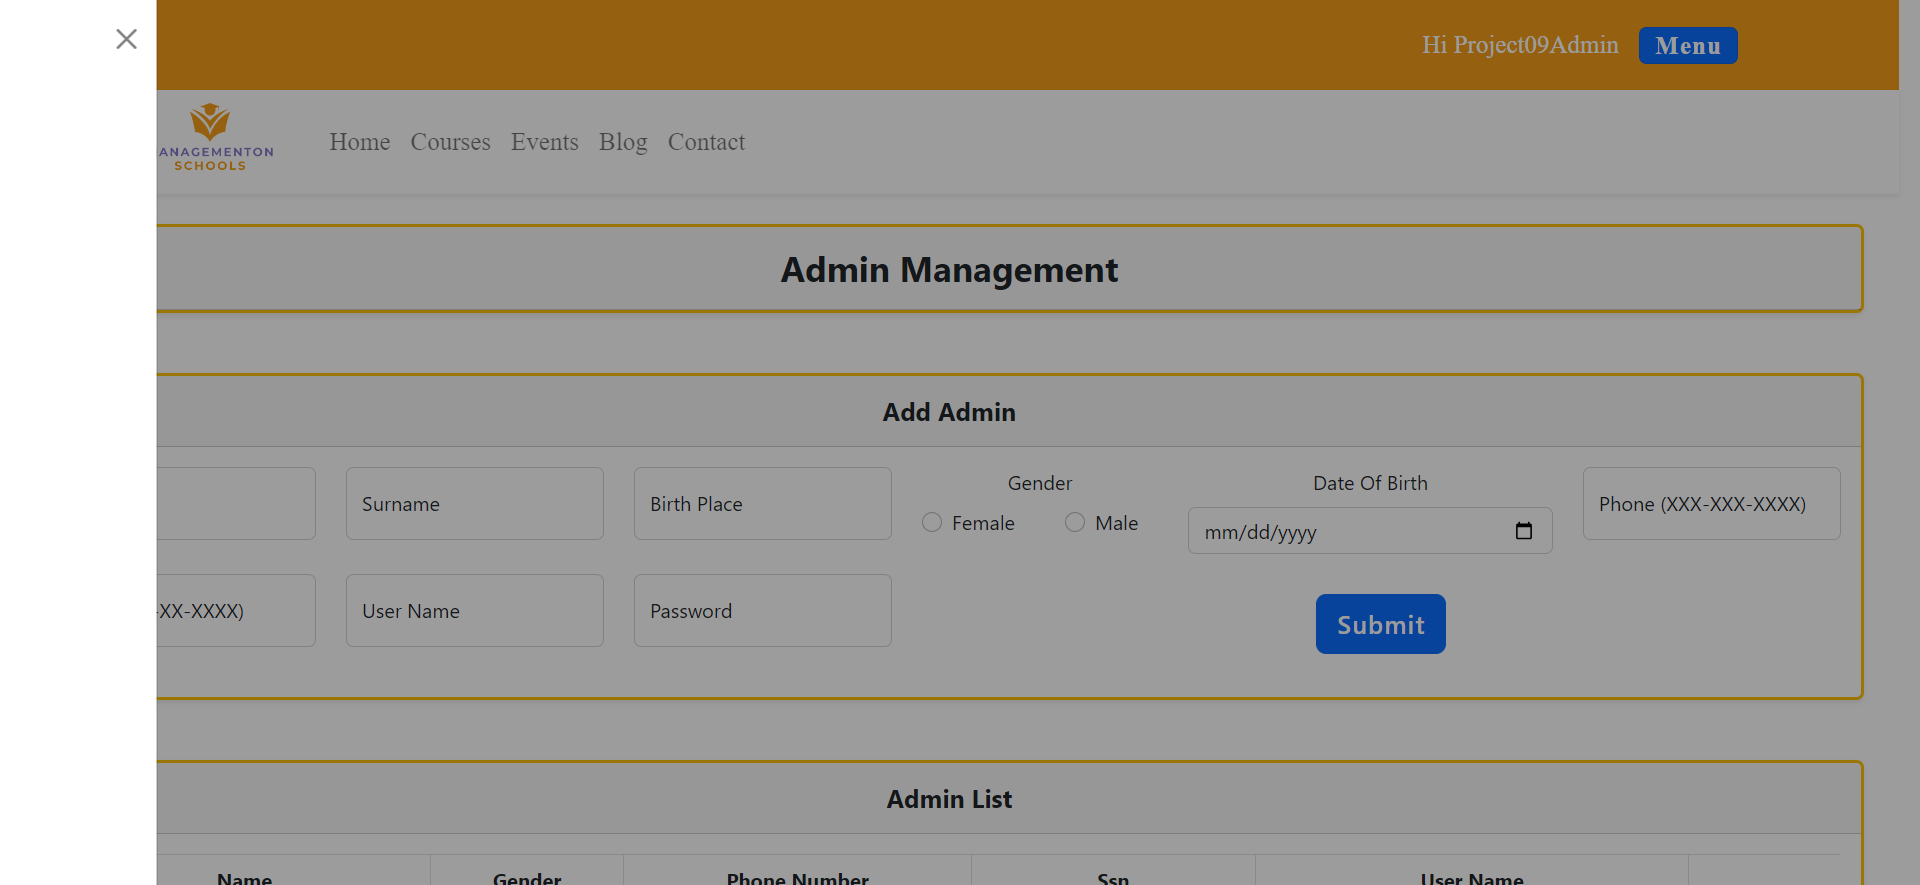 Hi Project09Admin Menu
ANAGEMENTON
SCHOOLS
Home Courses Events Blog Contact
Admin Management
Add Admin
Surname
Birth Place
Gender
Female Male
Date Of Birth
mm/dd/yyyy
Phone (XXX-XXX-XXXX)
-XX-XXXX)
User Name
Password
Submit
Admin List
Name Gender Phone Number Ssn User Name